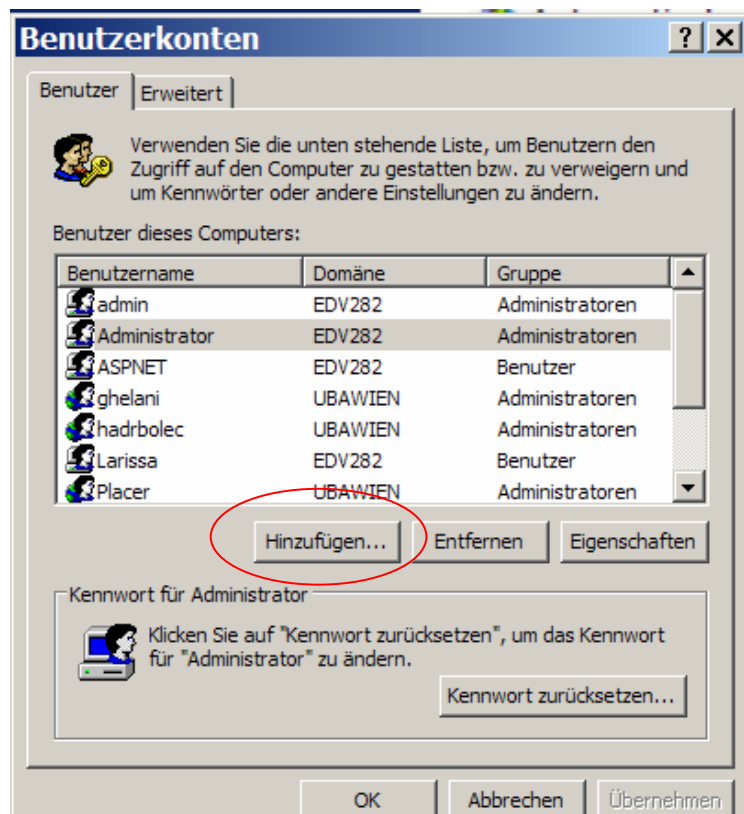 Benutzerkonten
Benutzer Erweitert
Verwenden Sie die unten stehende Liste, um Benutzern den
Zugriff auf den Computer zu gestatten bzw. zu verweigern und
um Kennwörter oder andere Einstellungen zu ändern.
Benutzer dieses Computers:
Benutzername Domäne Gruppe
admin EDV282 Administratoren
Administrator EDV282 Administratoren
ASPNET EDV282 Benutzer
ghelani UBAWIEN Administratoren
hadrbolec UBAWIEN Administratoren
Larissa EDV282 Benutzer
Placer UBAWIEN Administratoren
Hinzufügen... Entfernen Eigenschaften
Kennwort für Administrator
Klicken Sie auf "Kennwort zurücksetzen", um das Kennwort
für "Administrator" zu ändern.
Kennwort zurücksetzen...
OK Abbrechen Übernehmen